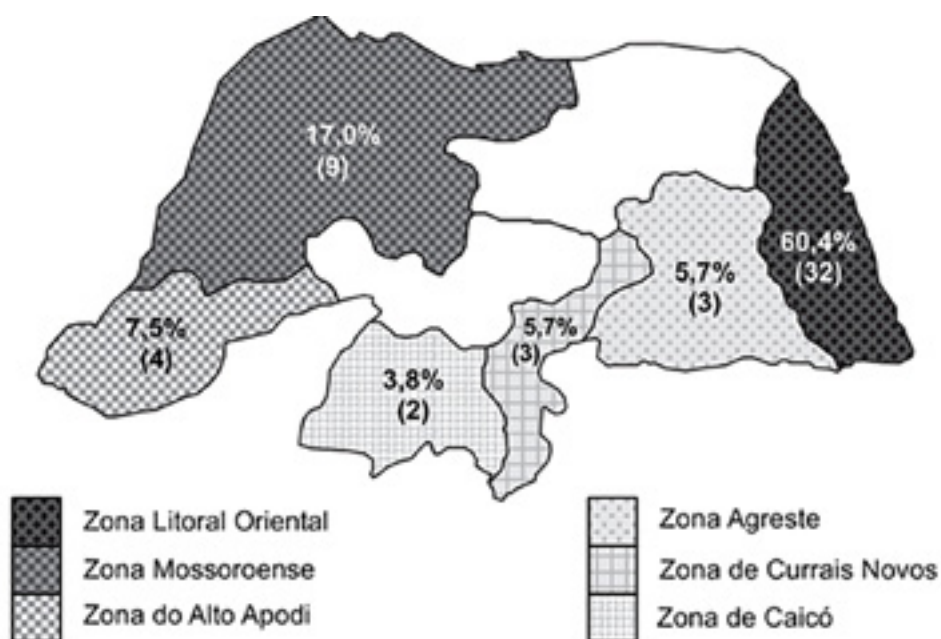 17,0%
(9)
60,4%
(32)
5,7%
(3)
7,5%
(4)
5,7%
(3)
3,8%
(2)
Zona Litoral Oriental
Zona Mossoroense
Zona do Alto Apodi
Zona Agreste
Zona de Currais Novos
Zona de Caicó